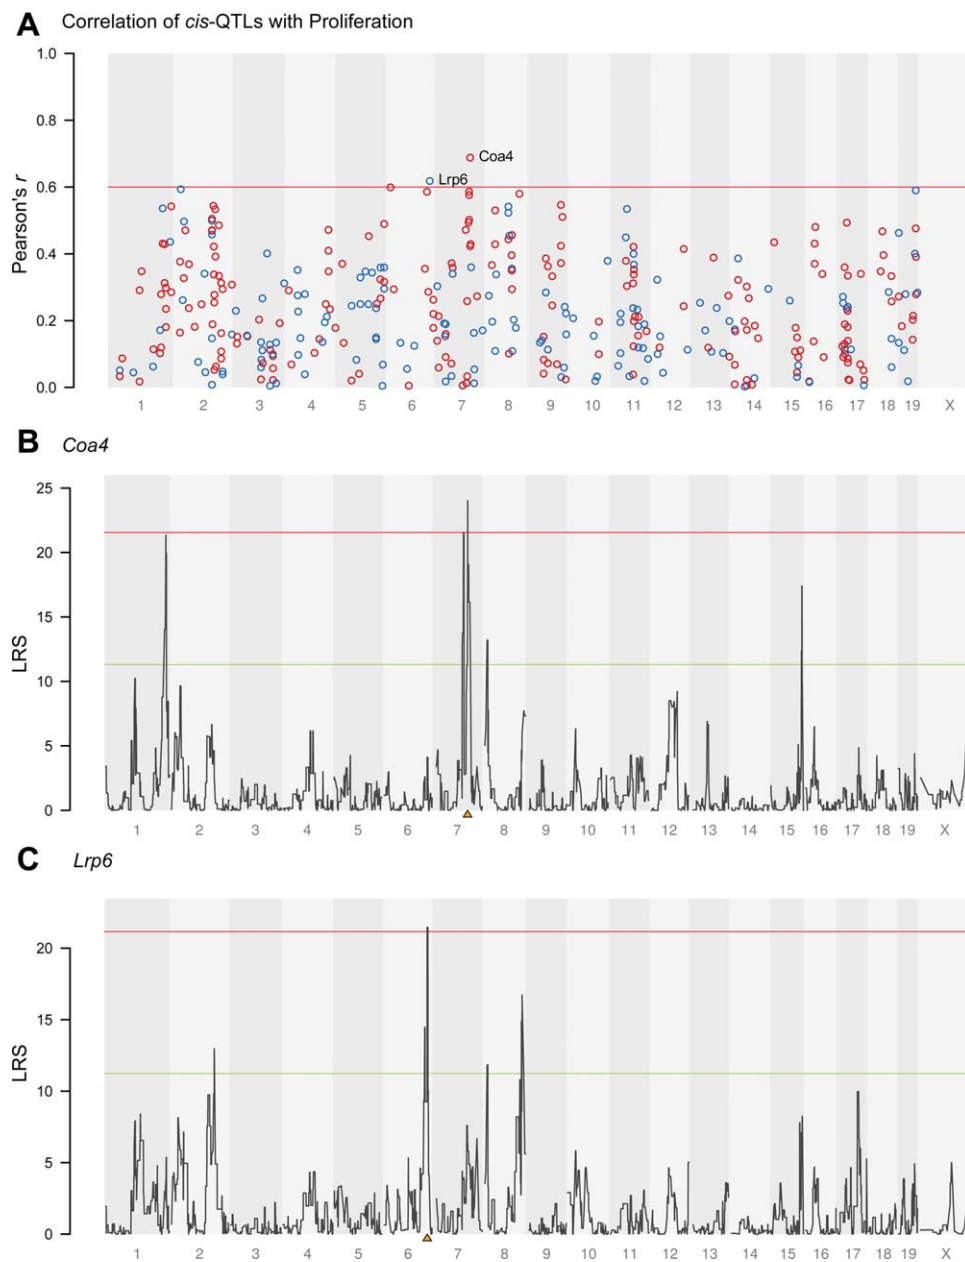 A Correlation of cis-QTLs with Proliferation
1.0
0.8
0.6
0.4
0.2
0.0
Pearson's r
Coa4
Lrp6
1 2 3 4 5 6 7 8 9 10 11 12 13 14 15 16 17 18 19 X
B Coa4
25
20
15
10
5
0
LRS
1 2 3 4 5 6 7 8 9 10 11 12 13 14 15 16 17 18 19 X
C Lrp6
20
15
10
5
0
LRS
1 2 3 4 5 6 7 8 9 10 11 12 13 14 15 16 17 18 19 X